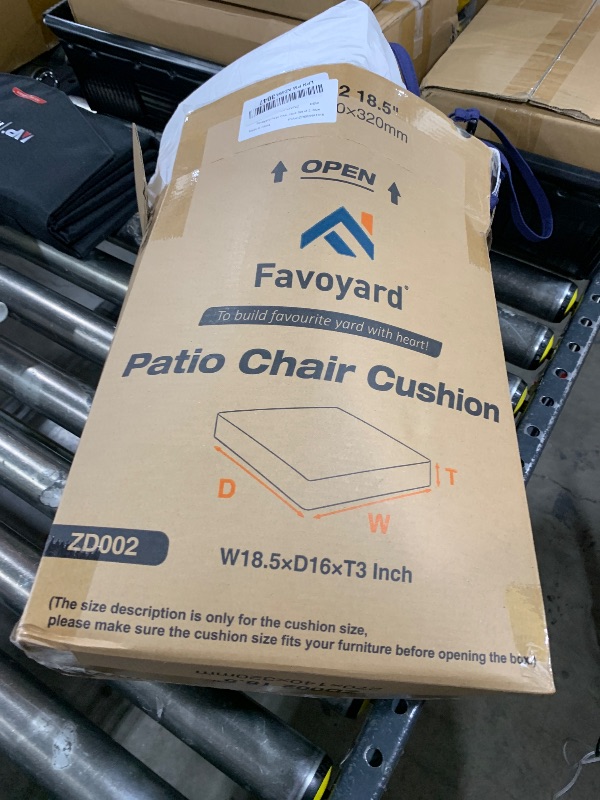 2 18.5"
0×320mm
OPEN
Favoyard
To build favourite yard with heart!
Patio Chair Cushion
D
T
W
ZD002
W18.5×D16×T3 Inch
(The size description is only for the cushion size,
please make sure the cushion size fits your furniture before opening the box)